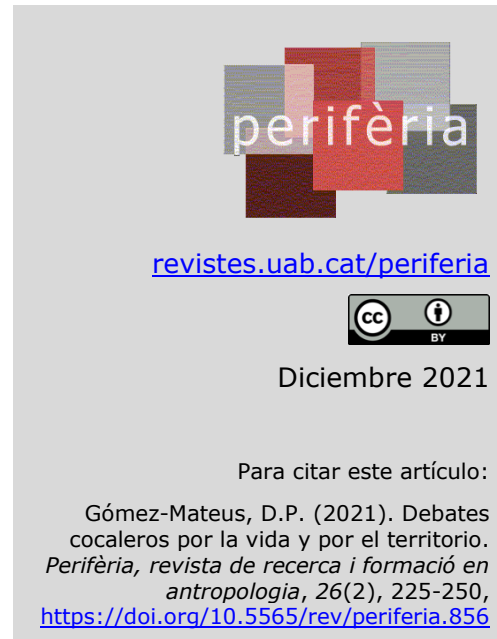 perifèria
revistes.uab.cat/periferia
cc
BY
Diciembre 2021
Para citar este artículo:
Gómez-Mateus, D.P. (2021). Debates
cocaleros por la vida y por el territorio.
Perifèria, revista de recerca i formació en
antropologia, 26(2), 225-250,
https://doi.org/10.5565/rev/periferia.856